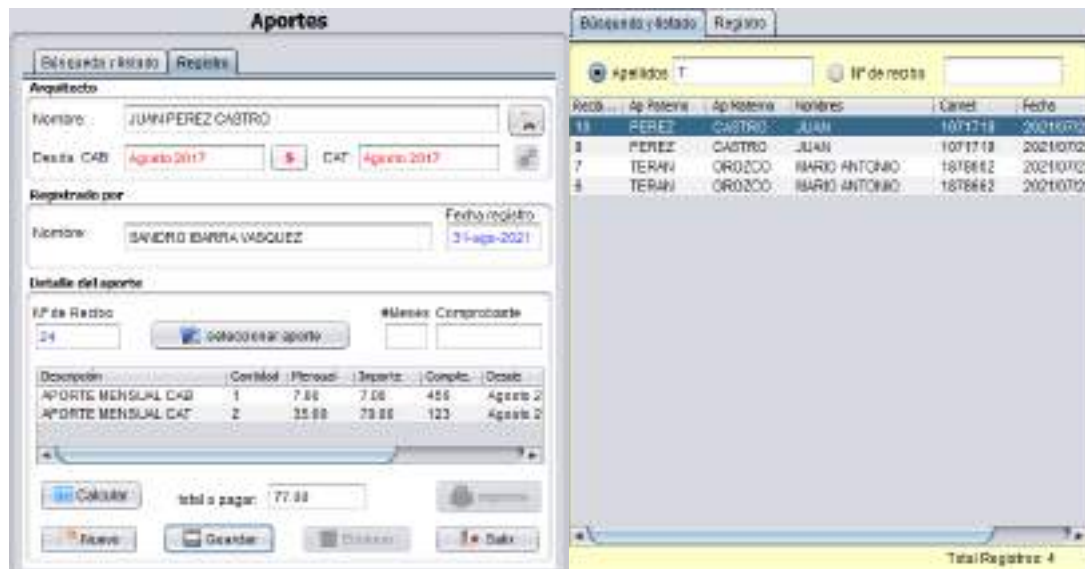 Aportes
Búsqueda y listado Registro
Arquitecto
Nombre: JUAN PEREZ CASTRO
Desde CAB Agosto 2017 $ CAT Agosto 2017
Registrado por
Fecha registro
Nombre: SANDRO IBARRA VASQUEZ 31-ago-2021
Detalle del aporte
N.º de Recibo #Meses Comprobante
24 seleccionar aporte
Descripción Cantidad Mensual Importe Compte. Desde
APORTE MENSUAL CAB 1 7.00 7.00 456 Agosto 2
APORTE MENSUAL CAT 2 35.00 70.00 123 Agosto 2
Calcular total a pagar: 77.00
Nuevo Guardar Eliminar Salir
Búsqueda y listado Registro
Apellidos T Nº de recibo
Recib... Ap Paterno Ap Materno Nombres Carnet Fecha
PEREZ CASTRO JUAN 1071718 2021/07/2
PEREZ CASTRO JUAN 1071718 2021/07/2
7 TERAN OROZCO MARIO ANTONIO 1878662 2021/07/2
TERAN OROZCO MARIO ANTONIO 1878662 2021/07/2
Total Registros: 4